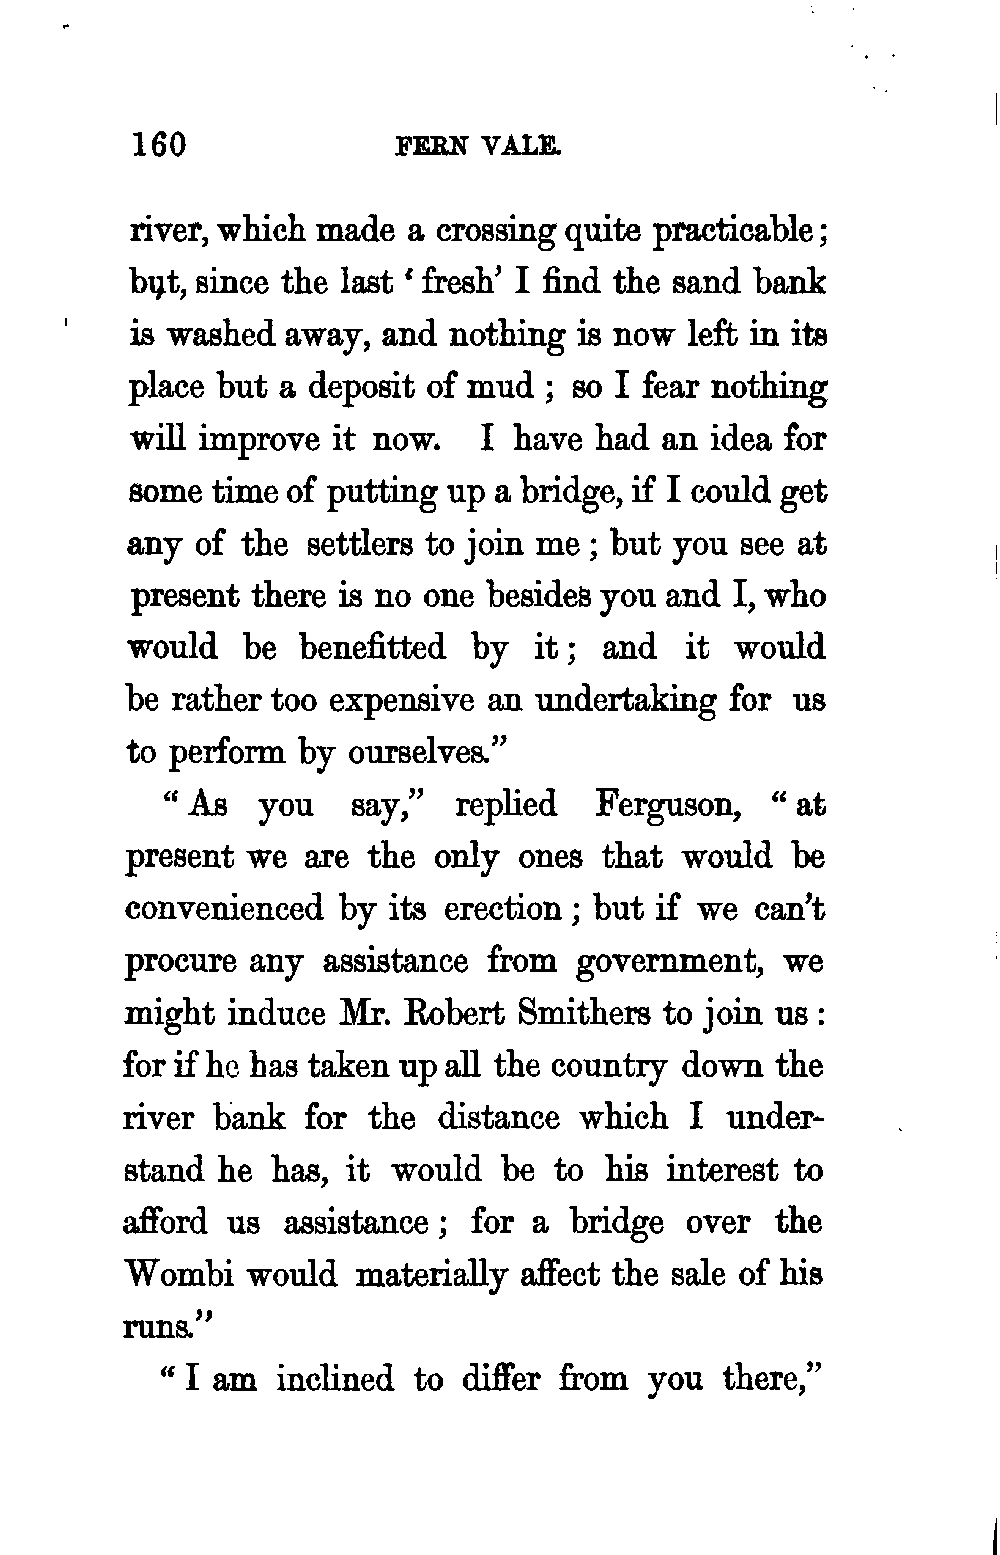 160 FERN VALE.
river, which made a crossing quite practicable;
but, since the last ‘fresh’ I find the sand bank
is washed away, and nothing is now left in its
place but a deposit of mud ; so I fear nothing
will improve it now. I have had an idea for
some time of putting up a bridge, if I could get
any of the settlers to join me ; but you see at
present there is no one besides you and I, who
would be benefitted by it ; and it would
be rather too expensive an undertaking for us
to perform by ourselves.”
“ As you say,” replied Ferguson, “ at
present we are the only ones that would be
convenienced by its erection ; but if we can’t
procure any assistance from government, we
might induce Mr. Robert Smithers to join us :
for if he has taken up all the country down the
river bank for the distance which I under-
stand he has, it would be to his interest to
afford us assistance ; for a bridge over the
Wombi would materially affect the sale of his
runs.”
“ I am inclined to differ from you there,”